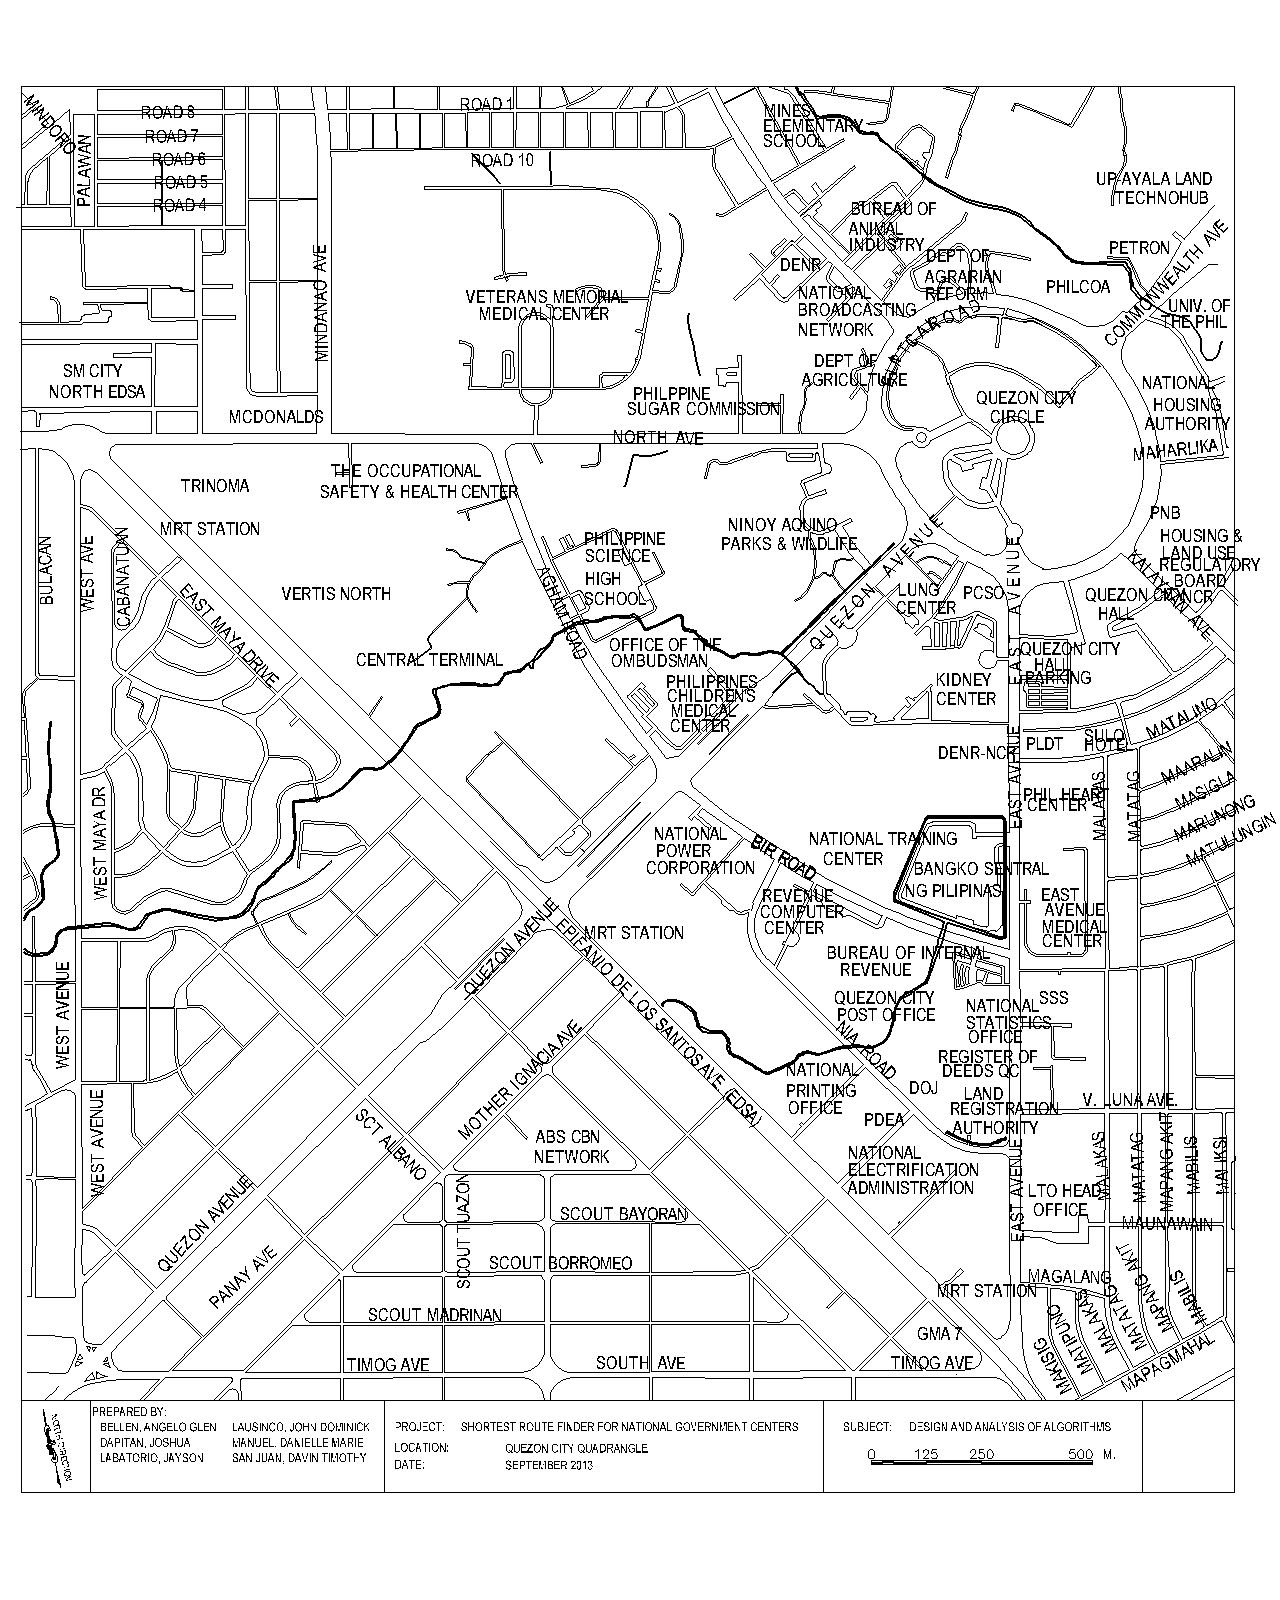 MINDORO
PALAWAN
ROAD 8
ROAD 7
ROAD 6
ROAD 5
ROAD 4
ROAD 1
ROAD 10
MINDANAO AVE
MINES
ELEMENTARY
SCHOOL
UP AYALA LAND
TECHNOHUB
BUREAU OF
ANIMAL
INDUSTRY
DENR
DEPT OF
AGRARIAN
REFORM
PETRON
COMMONWEALTH AVE
PHILCOA
UNIV. OF
THE PHIL
NATIONAL
BROADCASTING
NETWORK
VETERANS MEMORIAL
MEDICAL CENTER
DEPT OF
AGRICULTURE
SM CITY
NORTH EDSA
PHILPPINE
SUGAR COMMISSION
QUEZON CITY
CIRCLE
NATIONAL
HOUSING
AUTHORITY
MAHARLIKA
MCDONALDS
NORTH AVE
TRINOMA
THE OCCUPATIONAL
SAFETY & HEALTH CENTER
MRT STATION
BULACAN
WEST AVE
CABANATUAN
PHILIPPINE
SCIENCE
HIGH
SCHOOL
NINOY AQUINO
PARKS & WILDLIFE
PNB
HOUSING &
LAND USE
REGULATORY
BOARD
NCR
KALAYAAN AVE
QUEZON CITY
HALL
VERTIS NORTH
EAST MAYA DRIVE
AGHAM ROAD
QUEZON AVENUE
LUNG
CENTER
PCSO
EAST AVENUE
CENTRAL TERMINAL
OFFICE OF THE
OMBUDSMAN
QUEZON CITY
HALL
PARKING
PHILIPPINES
CHILDREN'S
MEDICAL
CENTER
KIDNEY
CENTER
DENR-NCR
PLDT
SULO
HOTEL
MATALINO
MAARALIN
MASIGLA
MARUNONG
MATULUNGIN
EAST AVENUE
MALAKAS
MATATAG
PHIL HEART
CENTER
WEST MAYA DR
NATIONAL
POWER
CORPORATION
BIR ROAD
NATIONAL TRAINING
CENTER
BANGKO SENTRAL
NG PILIPINAS
REVENUE
COMPUTER
CENTER
EAST
AVENUE
MEDICAL
CENTER
QUEZON AVENUE
MRT STATION
EPIFANIO DE LOS SANTOS AVE (EDSA)
BUREAU OF INTERNAL
REVENUE
WEST AVENUE
QUEZON CITY
POST OFFICE
NATIONAL
STATISTICS
OFFICE
SSS
NIA ROAD
REGISTER OF
DEEDS QC
MOTHER IGNACIA AVE
NATIONAL
PRINTING
OFFICE
DOJ
LAND
REGISTRATION
AUTHORITY
V. LUNA AVE.
WEST AVENUE
SCT ALBANO
PDEA
ABS CBN
NETWORK
NATIONAL
ELECTRIFICATION
ADMINISTRATION
EAST AVENUE
MALAKAS
MATATAG
MAPANG AKIT
MABILIS
MALIKSI
LTO HEAD
OFFICE
MAUNAWAIN
QUEZON AVENUE
SCOUT TUAZON
SCOUT BAYORAN
PANAY AVE
SCOUT BORROMEO
MRT STATION
MAGALANG
MAKISIG
MATIPUNO
MALAKAS
MATATAG
MAPANG AKIT
MABILIS
SCOUT MADRINAN
GMA 7
TIMOG AVE
SOUTH AVE
TIMOG AVE
MAPAGMAHAL
PREPARED BY:
BELLEN, ANGELO GLEN LAUSINCO, JOHN DOMINICK
DAPITAN, JOSHUA MANUEL, DANIELLE MARIE
LABATORIO, JAYSON SAN JUAN, DAVIN TIMOTHY
PROJECT: SHORTEST ROUTE FINDER FOR NATIONAL GOVERNMENT CENTERS
LOCATION: QUEZON CITY QUADRANGLE
DATE: SEPTEMBER 2013
SUBJECT: DESIGN AND ANALYSIS OF ALGORITHMS
0 125 250 500 M.